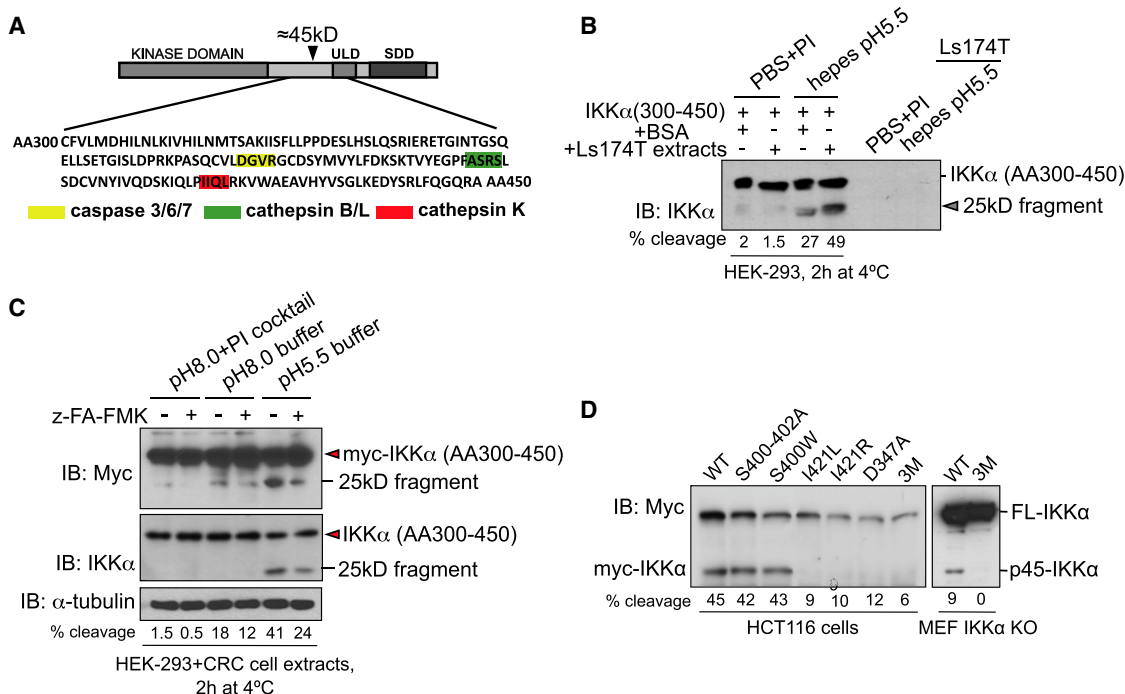 A
≈45kD
KINASE DOMAIN
ULD
SDD
AA300 CFVLMDHILNLKIVHILNMTSAKIISFLLPPDESLHSLQSRIERETGINTGSQ
ELLSETGISLDPRKPASQCVLDGVRGCDSYMVYLFDKSKTVYEGPFASRSL
SDCVNYIVQDSKIQLPIIQLRKVWAEAVHYVSGLKEDYSRLFQGQRA AA450
caspase 3/6/7 cathepsin B/L cathepsin K
B
PBS+PI
hepes pH5.5
Ls174T
PBS+PI
hepes pH5.5
IKKα(300-450) + + + +
+BSA + - + -
+Ls174T extracts - + - +
IKKα (AA300-450)
25kD fragment
IB: IKKα
% cleavage 2 1.5 27 49
HEK-293, 2h at 4ºC
C
pH8.0+PI cocktail
pH8.0 buffer
pH5.5 buffer
z-FA-FMK - + - + - +
IB: Myc
myc-IKKα (AA300-450)
25kD fragment
IB: IKKα
IKKα (AA300-450)
25kD fragment
IB: α-tubulin
% cleavage 1.5 0.5 18 12 41 24
HEK-293+CRC cell extracts,
2h at 4ºC
D
WT
S400-402A
S400W
I421L
I421R
D347A
3M
WT
3M
IB: Myc
FL-IKKα
myc-IKKα
p45-IKKα
% cleavage 45 42 43 9 10 12 6 9 0
HCT116 cells
MEF IKKα KO